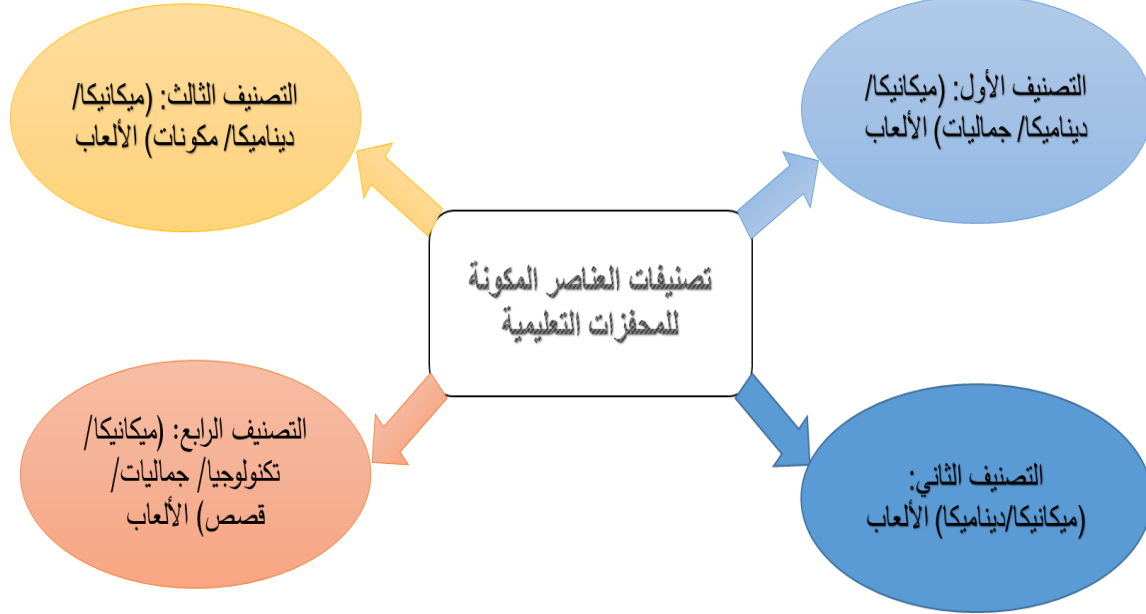 تصنيفات العناصر المكونة
للمحفزات التعليمية
التصنيف الأول: (ميكانيكا/
ديناميكا/ جماليات) الألعاب
التصنيف الثاني:
(ميكانيكا/ديناميكا) الألعاب
التصنيف الثالث: (ميكانيكا/
ديناميكا/ مكونات) الألعاب
التصنيف الرابع: (ميكانيكا/
تكنولوجيا/ جماليات/
قصص) الألعاب